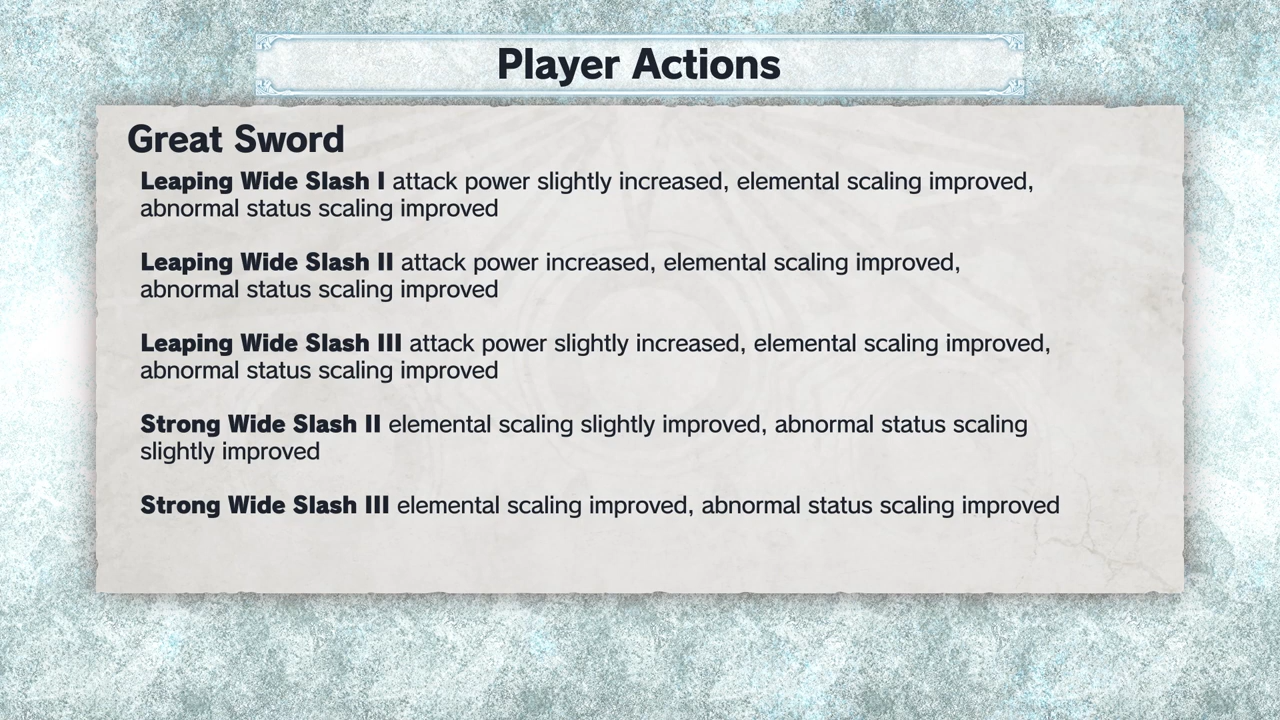 Player Actions
Great Sword
Leaping Wide Slash I attack power slightly increased, elemental scaling improved,
abnormal status scaling improved
Leaping Wide Slash II attack power increased, elemental scaling improved,
abnormal status scaling improved
Leaping Wide Slash III attack power slightly increased, elemental scaling improved,
abnormal status scaling improved
Strong Wide Slash II elemental scaling slightly improved, abnormal status scaling
slightly improved
Strong Wide Slash III elemental scaling improved, abnormal status scaling improved